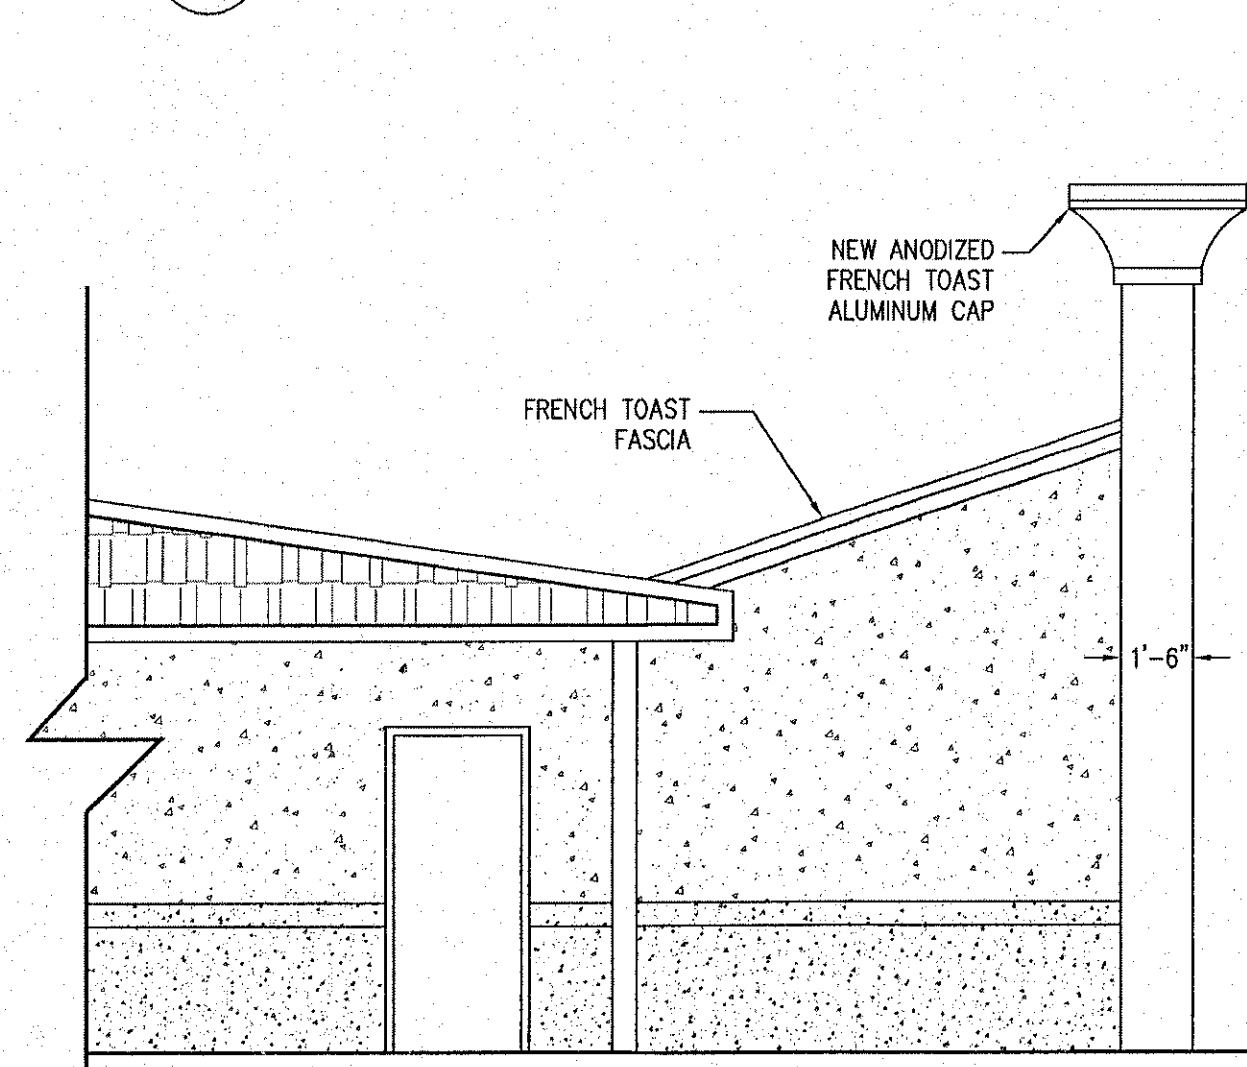 NEW ANODIZED
FRENCH TOAST
ALUMINUM CAP
FRENCH TOAST
FASCIA
1'-6"